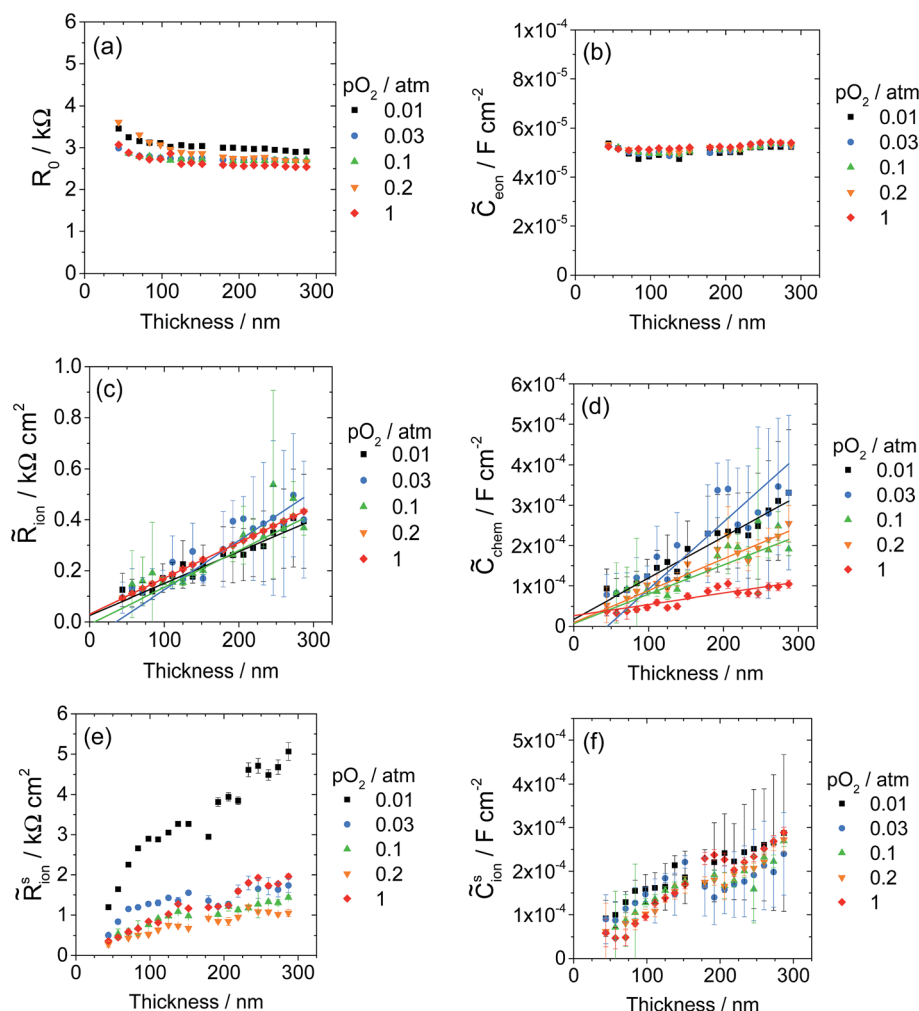 (a)
R₀ / kΩ
6
5
4
3
2
1
0
0 100 200 300
Thickness / nm
pO₂ / atm
0.01
0.03
0.1
0.2
1
(b)
C̃eon / F cm⁻²
1x10⁻⁴
8x10⁻⁵
6x10⁻⁵
4x10⁻⁵
2x10⁻⁵
0
0 100 200 300
Thickness / nm
pO₂ / atm
0.01
0.03
0.1
0.2
1
(c)
R̃ion / kΩ cm²
1.0
0.8
0.6
0.4
0.2
0.0
0 100 200 300
Thickness / nm
pO₂ / atm
0.01
0.03
0.1
0.2
1
(d)
C̃chem / F cm⁻²
6x10⁻⁴
5x10⁻⁴
4x10⁻⁴
3x10⁻⁴
2x10⁻⁴
1x10⁻⁴
0
0 100 200 300
Thickness / nm
pO₂ / atm
0.01
0.03
0.1
0.2
1
(e)
R̃ˢion / kΩ cm²
6
5
4
3
2
1
0
0 100 200 300
Thickness / nm
pO₂ / atm
0.01
0.03
0.1
0.2
1
(f)
C̃ˢion / F cm⁻²
5x10⁻⁴
4x10⁻⁴
3x10⁻⁴
2x10⁻⁴
1x10⁻⁴
0
0 100 200 300
Thickness / nm
pO₂ / atm
0.01
0.03
0.1
0.2
1